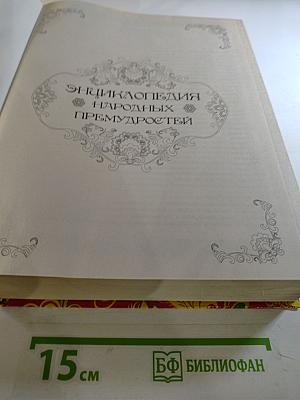 ЭНЦИКЛОПЕДИЯ
НАРОДНЫХ
ПРЕМУДРОСТЕЙ
15 см
БФ БИБЛИОФАН